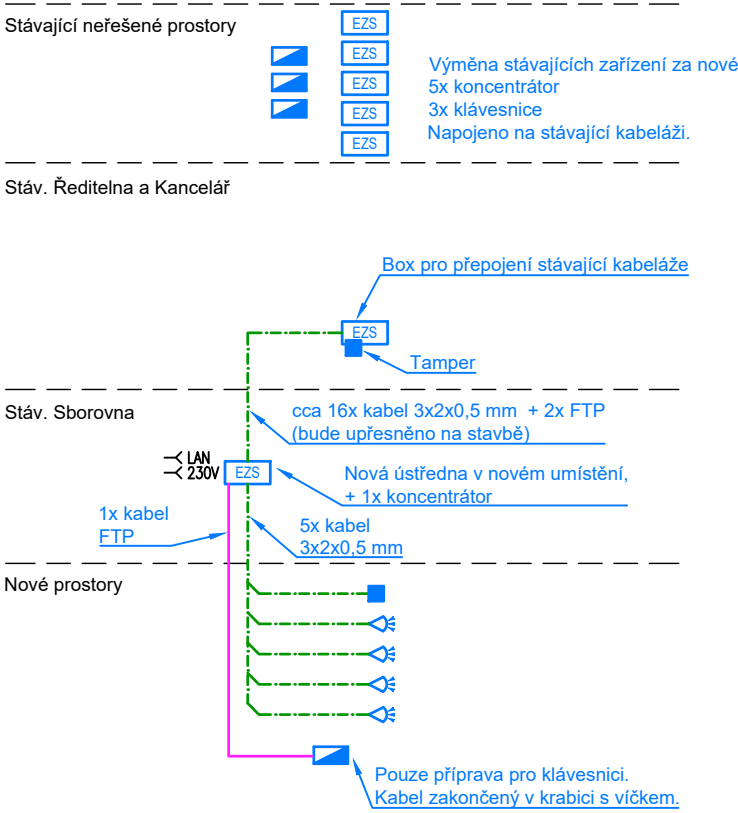 Stávající neřešené prostory
EZS
EZS
EZS
EZS
EZS
Výměna stávajících zařízení za nové
5x koncentrátor
3x klávesnice
Napojeno na stávající kabeláži.
Stáv. Ředitelna a Kancelář
Box pro přepojení stávající kabeláže
EZS
Tamper
Stáv. Sborovna
cca 16x kabel 3x2x0,5 mm + 2x FTP
(bude upřesněno na stavbě)
LAN
230V
EZS
Nová ústředna v novém umístění,
+ 1x koncentrátor
1x kabel
FTP
5x kabel
3x2x0,5 mm
Nové prostory
Pouze příprava pro klávesnici.
Kabel zakončený v krabici s víčkem.